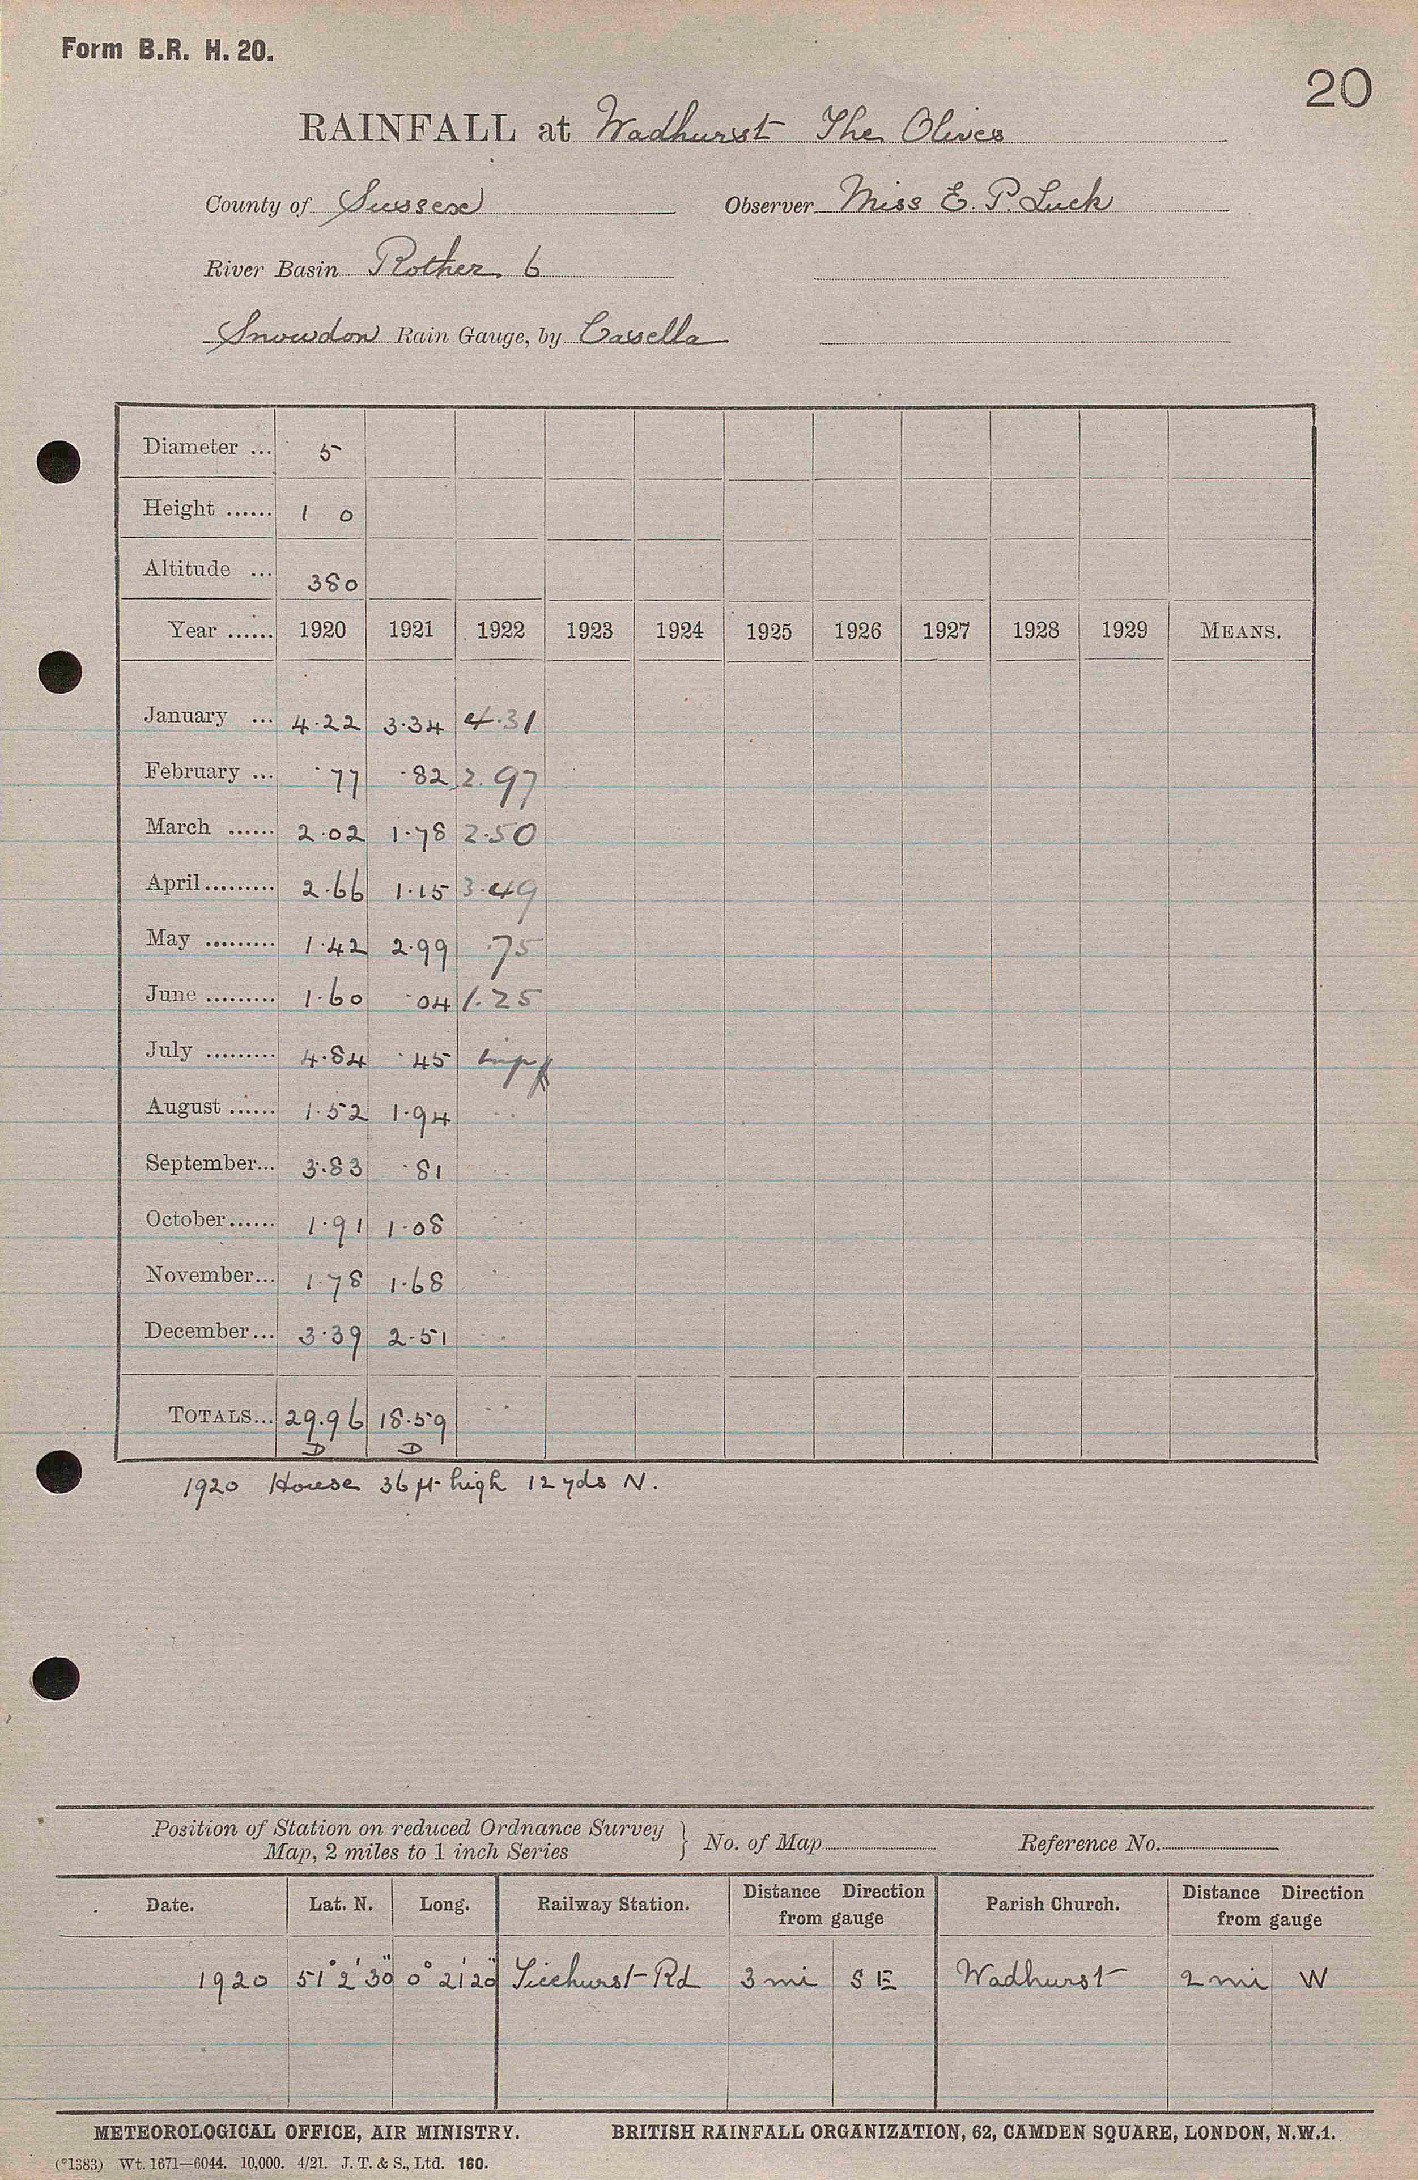 Form B.R. H. 20.
20
RAINFALL at Wadhurst The Olives
County of Sussex Observer Miss E. P. Luck
River Basin Rother 6
Snowdon Rain Gauge, by Casella
Diameter ... 5
Height ...... 1 0
Altitude ... 380
Year ...... 1920 1921 1922 1923 1924 1925 1926 1927 1928 1929 MEANS.
January ... 4.22 3.34 4.31
February ... .77 .82 2.97
March ...... 2.02 1.78 2.50
April ......... 2.66 1.15 3.49
May ......... 1.42 2.99 .75
June ......... 1.60 .04 1.25
July ......... 4.84 .45 impf
August ...... 1.52 1.94 ..
September... 3.83 .81 ..
October ...... 1.91 1.08 ..
November... 1.78 1.68 ..
December... 3.39 2.51 ..
TOTALS... 29.96 18.59 ..
D D
1920 House 36 ft high 12 yds N.
Position of Station on reduced Ordnance Survey
Map, 2 miles to 1 inch Series } No. of Map Reference No.
Date. Lat. N. Long. Railway Station. Distance Direction from gauge Parish Church. Distance Direction from gauge
1920 51° 2' 30" 0° 21' 20" Ticehurst Rd 3 mi S E Wadhurst 2 mi W
METEOROLOGICAL OFFICE, AIR MINISTRY. BRITISH RAINFALL ORGANIZATION, 62, CAMDEN SQUARE, LONDON, N.W.1.
(*1383) Wt. 1671—6044. 10,000. 4/21. J. T. & S., Ltd. 160.